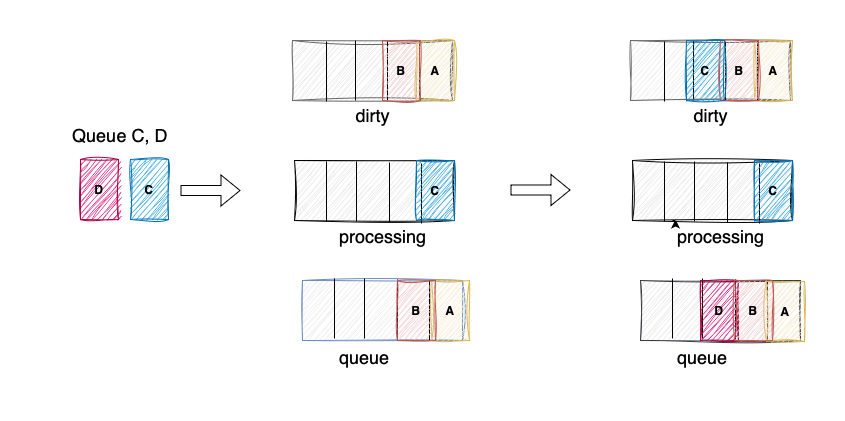 B A
dirty
C B A
dirty
Queue C, D
D C
C
processing
C
processing
B A
queue
D B A
queue